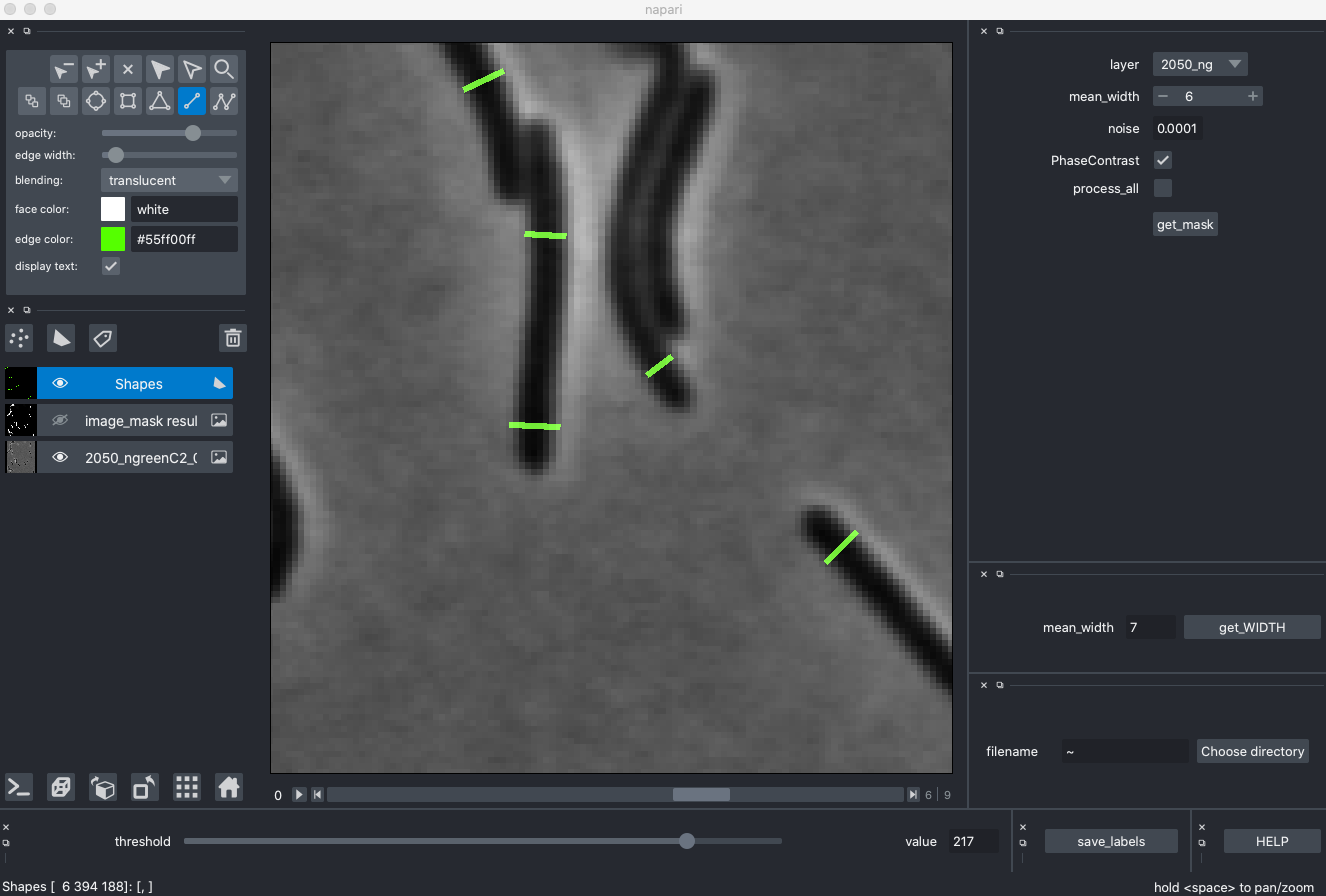 napari
opacity:
edge width:
blending: translucent
face color: white
edge color: #55ff00ff
display text:
Shapes
image_mask resul
2050_ngreenC2_0
layer 2050_ng
mean_width 6
noise 0.0001
PhaseContrast
process_all
get_mask
mean_width 7 get_WIDTH
filename ~ Choose directory
0 6 9
threshold value 217 save_labels HELP
Shapes [ 6 394 188]: [, ]
hold <space> to pan/zoom